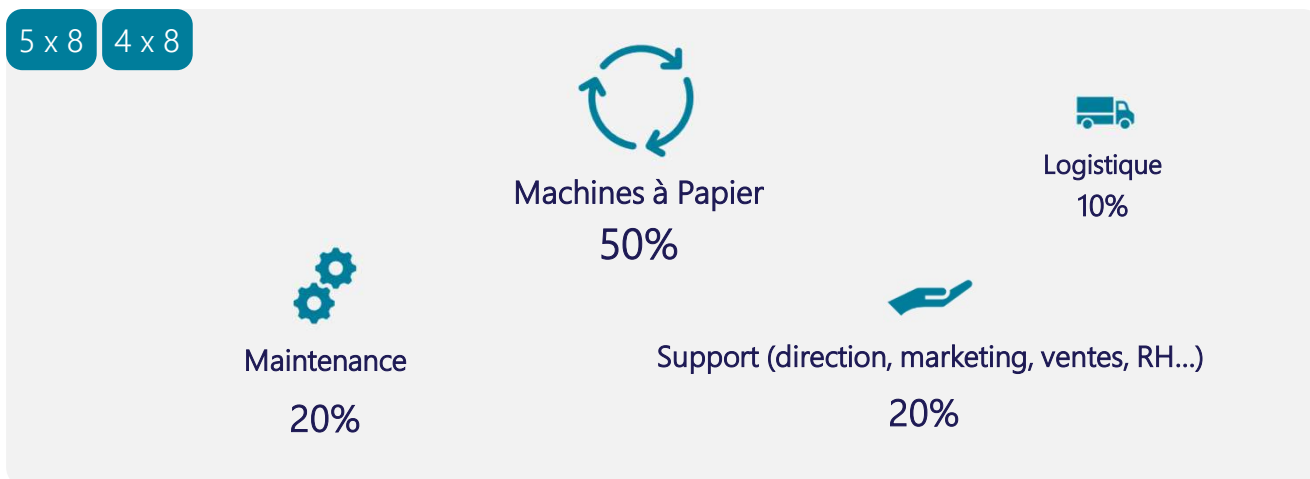 5 x 8
4 x 8
Machines à Papier
50%
Logistique
10%
Maintenance
20%
Support (direction, marketing, ventes, RH...)
20%